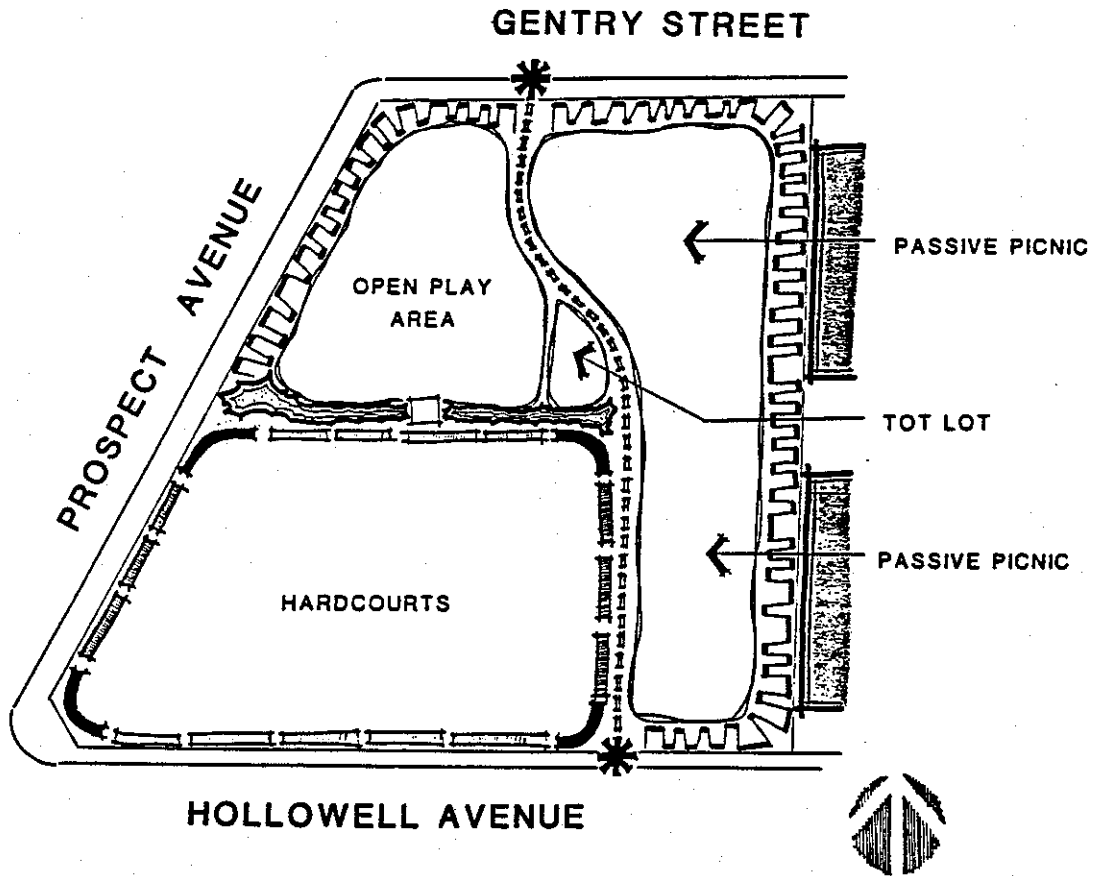 GENTRY STREET
PROSPECT AVENUE
PASSIVE PICNIC
OPEN PLAY
AREA
TOT LOT
PASSIVE PICNIC
HARDCOURTS
HOLLOWELL AVENUE